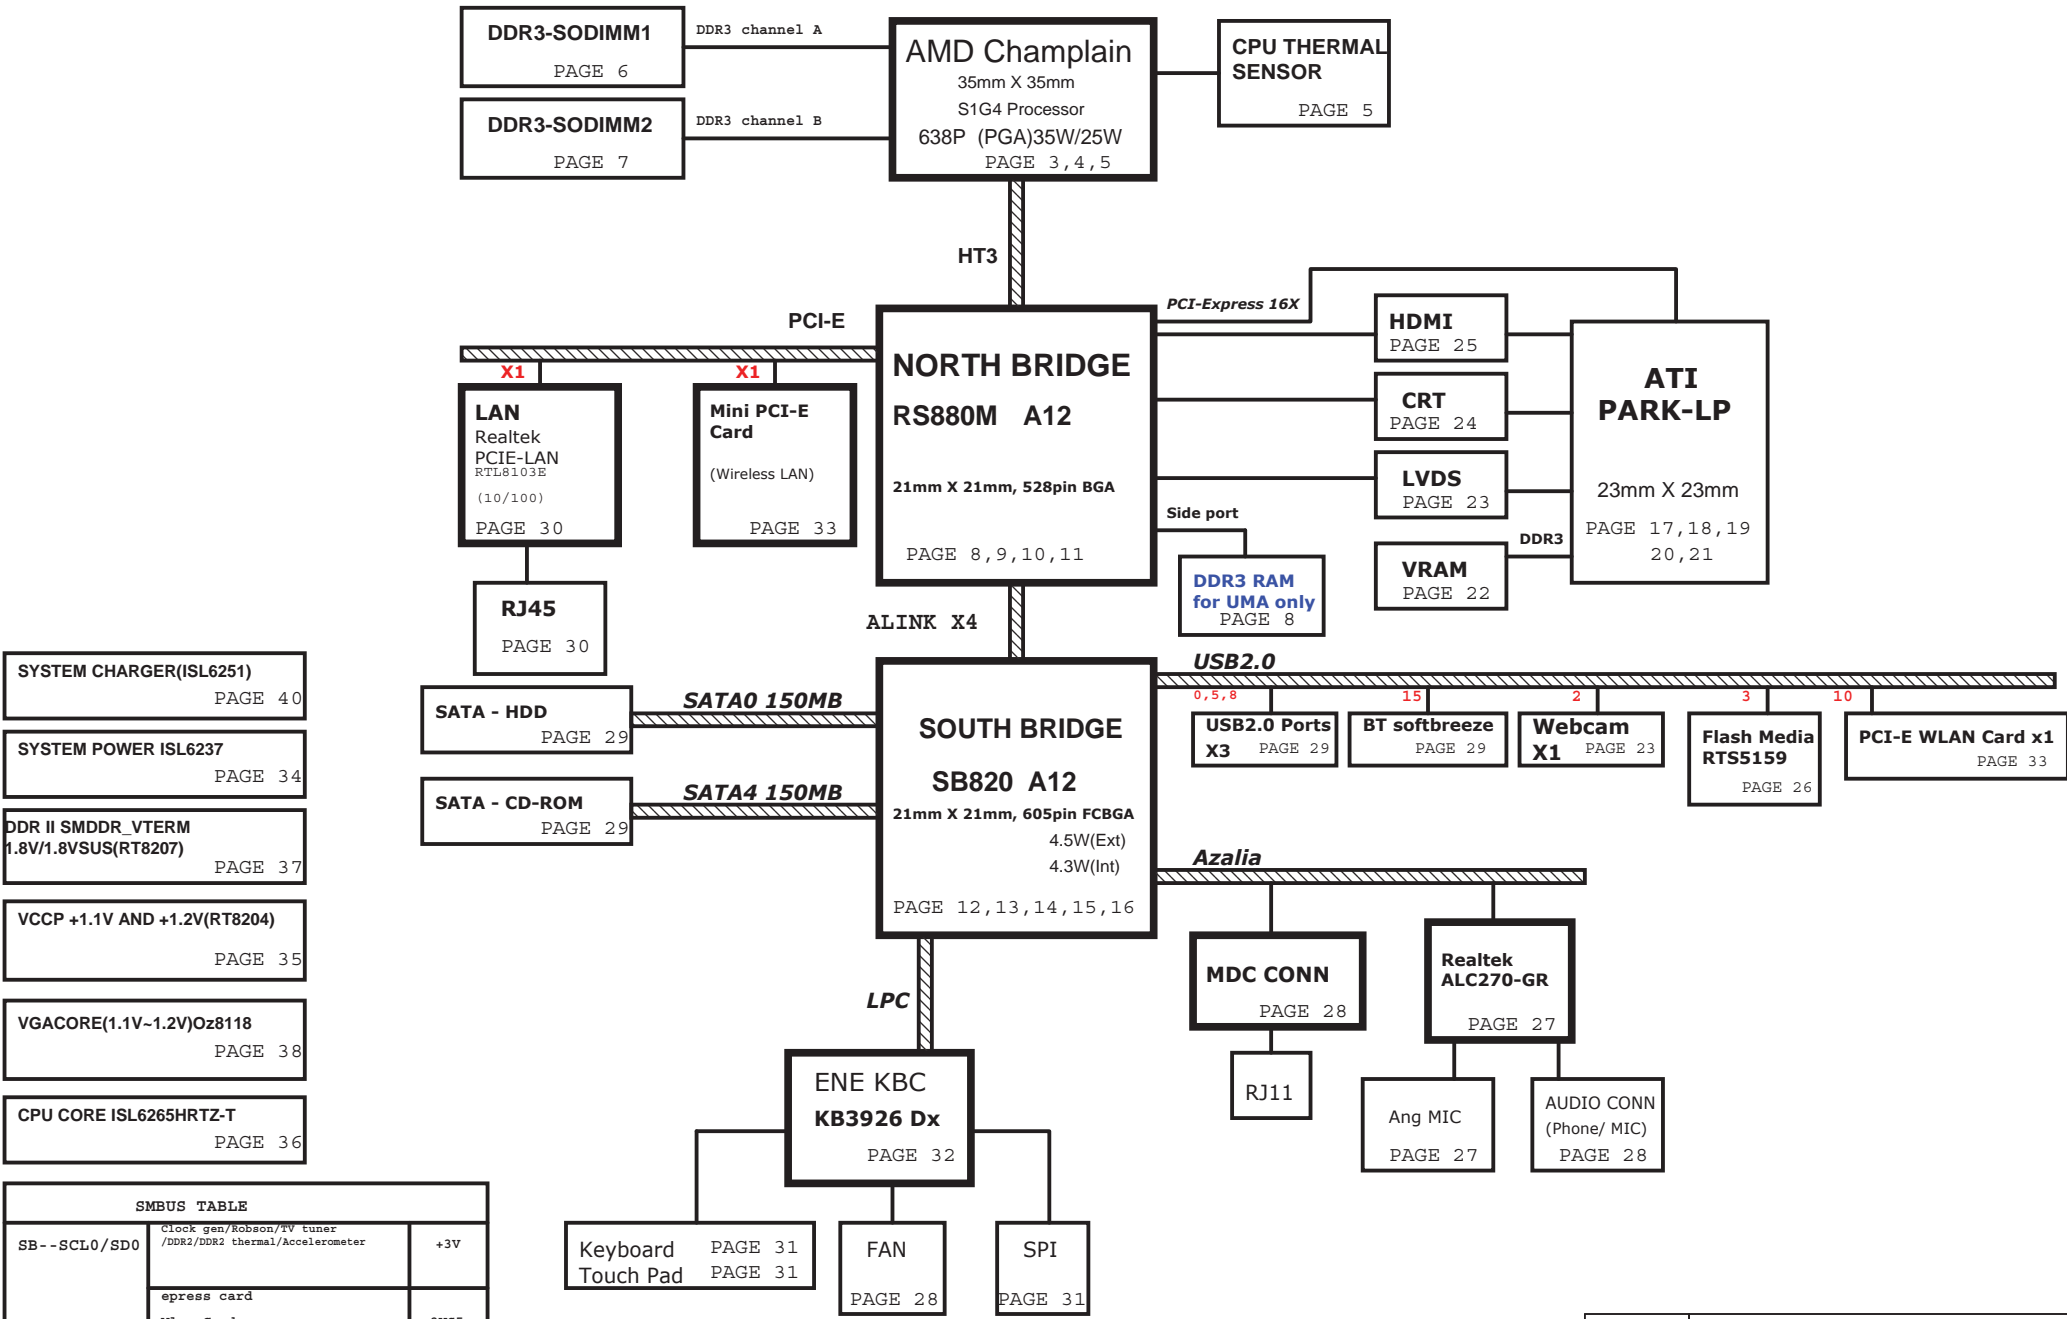 DDR3-SODIMM1
PAGE 6
DDR3 channel A
DDR3-SODIMM2
PAGE 7
DDR3 channel B
AMD Champlain
35mm X 35mm
S1G4 Processor
638P (PGA)35W/25W
PAGE 3,4,5
CPU THERMAL
SENSOR
PAGE 5
HT3
PCI-E
X1
X1
LAN
Realtek
PCIE-LAN
RTL8103E
(10/100)
PAGE 30
Mini PCI-E
Card
(Wireless LAN)
PAGE 33
RJ45
PAGE 30
NORTH BRIDGE
RS880M A12
21mm X 21mm, 528pin BGA
PAGE 8,9,10,11
PCI-Express 16X
HDMI
PAGE 25
CRT
PAGE 24
LVDS
PAGE 23
VRAM
PAGE 22
DDR3
ATI
PARK-LP
23mm X 23mm
PAGE 17,18,19
20,21
Side port
DDR3 RAM
for UMA only
PAGE 8
ALINK X4
SATA - HDD
PAGE 29
SATA0 150MB
SATA - CD-ROM
PAGE 29
SATA4 150MB
SOUTH BRIDGE
SB820 A12
21mm X 21mm, 605pin FCBGA
4.5W(Ext)
4.3W(Int)
PAGE 12,13,14,15,16
USB2.0
0,5,8
USB2.0 Ports
X3 PAGE 29
15
BT softbreeze
PAGE 29
2
Webcam
X1 PAGE 23
3
Flash Media
RTS5159
PAGE 26
10
PCI-E WLAN Card x1
PAGE 33
Azalia
MDC CONN
PAGE 28
RJ11
Realtek
ALC270-GR
PAGE 27
Ang MIC
PAGE 27
AUDIO CONN
(Phone/ MIC)
PAGE 28
LPC
ENE KBC
KB3926 Dx
PAGE 32
Keyboard PAGE 31
Touch Pad PAGE 31
FAN
PAGE 28
SPI
PAGE 31
SYSTEM CHARGER(ISL6251)
PAGE 40
SYSTEM POWER ISL6237
PAGE 34
DDR II SMDDR_VTERM
1.8V/1.8VSUS(RT8207)
PAGE 37
VCCP +1.1V AND +1.2V(RT8204)
PAGE 35
VGACORE(1.1V~1.2V)Oz8118
PAGE 38
CPU CORE ISL6265HRTZ-T
PAGE 36
SMBUS TABLE
SB--SCL0/SD0
Clock gen/Robson/TV tuner
/DDR2/DDR2 thermal/Accelerometer
+3V
epress card